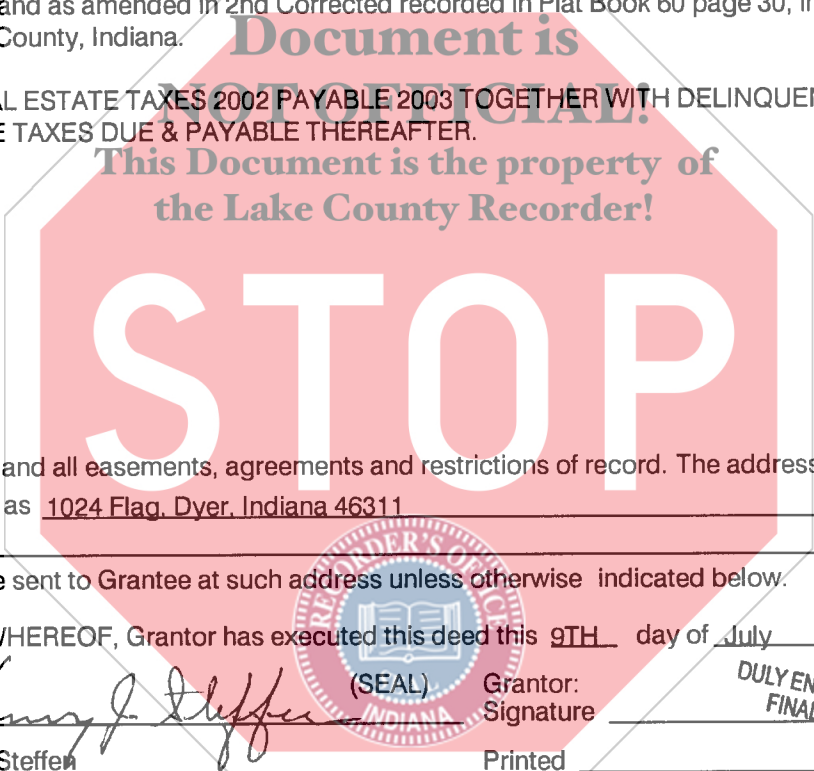 and as amended in 2nd Corrected recorded in Plat Book 60 page 30, in
County, Indiana.
Document is
NOT OFFICIAL!
L ESTATE TAXES 2002 PAYABLE 2003 TOGETHER WITH DELINQUEN
E TAXES DUE & PAYABLE THEREAFTER.
This Document is the property of
the Lake County Recorder!
STOP
and all easements, agreements and restrictions of record. The address
as 1024 Flag, Dyer, Indiana 46311
e sent to Grantee at such address unless otherwise indicated below.
WHEREOF, Grantor has executed this deed this 9TH day of July
RECORDER'S OFFICE
INDIANA
(SEAL) Grantor:
DULY EN
FINAL
J. Steffen
Signature
Steffen
Printed